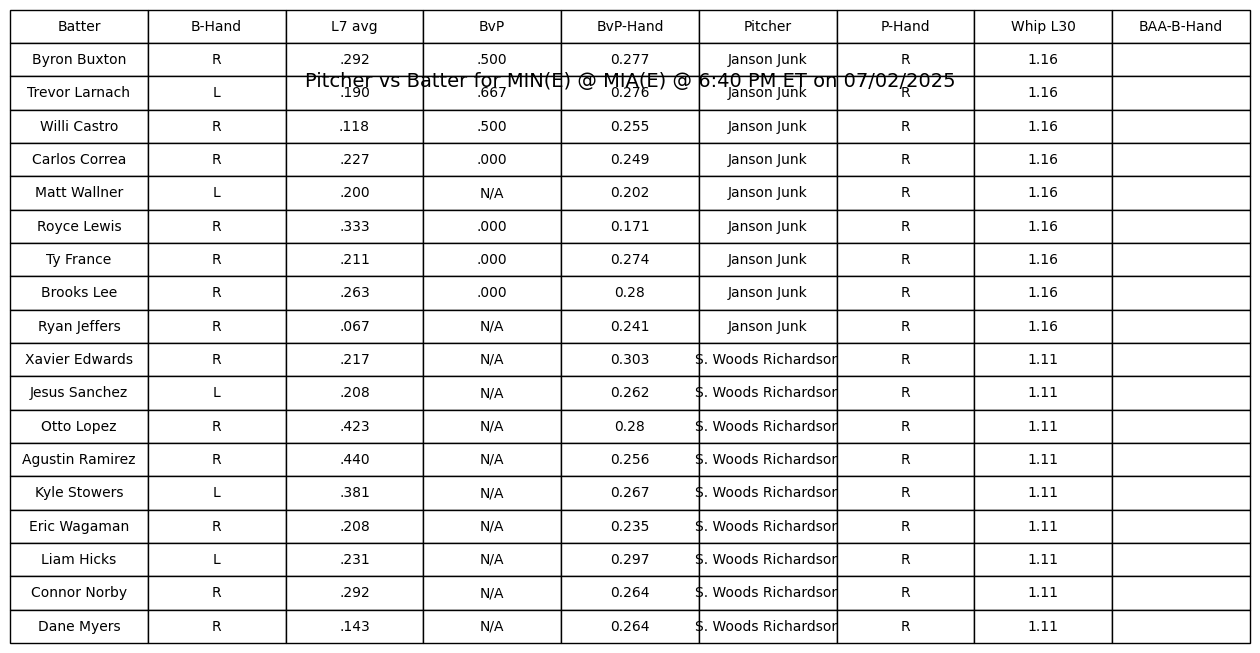 Batter B-Hand L7 avg BvP BvP-Hand Pitcher P-Hand Whip L30 BAA-B-Hand
Byron Buxton R .292 .500 0.277 Janson Junk R 1.16
Pitcher vs Batter for MIN(E) @ MIA(E) @ 6:40 PM ET on 07/02/2025
Trevor Larnach L .190 .667 0.276 Janson Junk R 1.16
Willi Castro R .118 .500 0.255 Janson Junk R 1.16
Carlos Correa R .227 .000 0.249 Janson Junk R 1.16
Matt Wallner L .200 N/A 0.202 Janson Junk R 1.16
Royce Lewis R .333 .000 0.171 Janson Junk R 1.16
Ty France R .211 .000 0.274 Janson Junk R 1.16
Brooks Lee R .263 .000 0.28 Janson Junk R 1.16
Ryan Jeffers R .067 N/A 0.241 Janson Junk R 1.16
Xavier Edwards R .217 N/A 0.303 S. Woods Richardson R 1.11
Jesus Sanchez L .208 N/A 0.262 S. Woods Richardson R 1.11
Otto Lopez R .423 N/A 0.28 S. Woods Richardson R 1.11
Agustin Ramirez R .440 N/A 0.256 S. Woods Richardson R 1.11
Kyle Stowers L .381 N/A 0.267 S. Woods Richardson R 1.11
Eric Wagaman R .208 N/A 0.235 S. Woods Richardson R 1.11
Liam Hicks L .231 N/A 0.297 S. Woods Richardson R 1.11
Connor Norby R .292 N/A 0.264 S. Woods Richardson R 1.11
Dane Myers R .143 N/A 0.264 S. Woods Richardson R 1.11